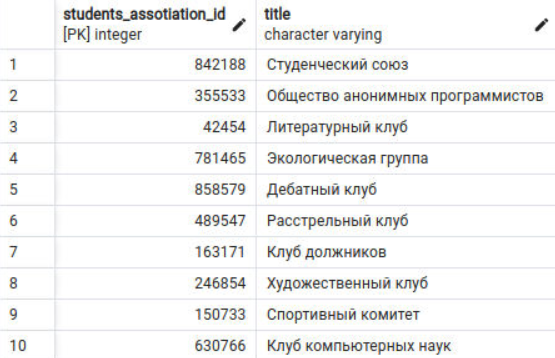 students_assotiation_id title
[PK] integer character varying
1 842188 Студенческий союз
2 355533 Общество анонимных программистов
3 42454 Литературный клуб
4 781465 Экологическая группа
5 858579 Дебатный клуб
6 489547 Расстрельный клуб
7 163171 Клуб должников
8 246854 Художественный клуб
9 150733 Спортивный комитет
10 630766 Клуб компьютерных наук